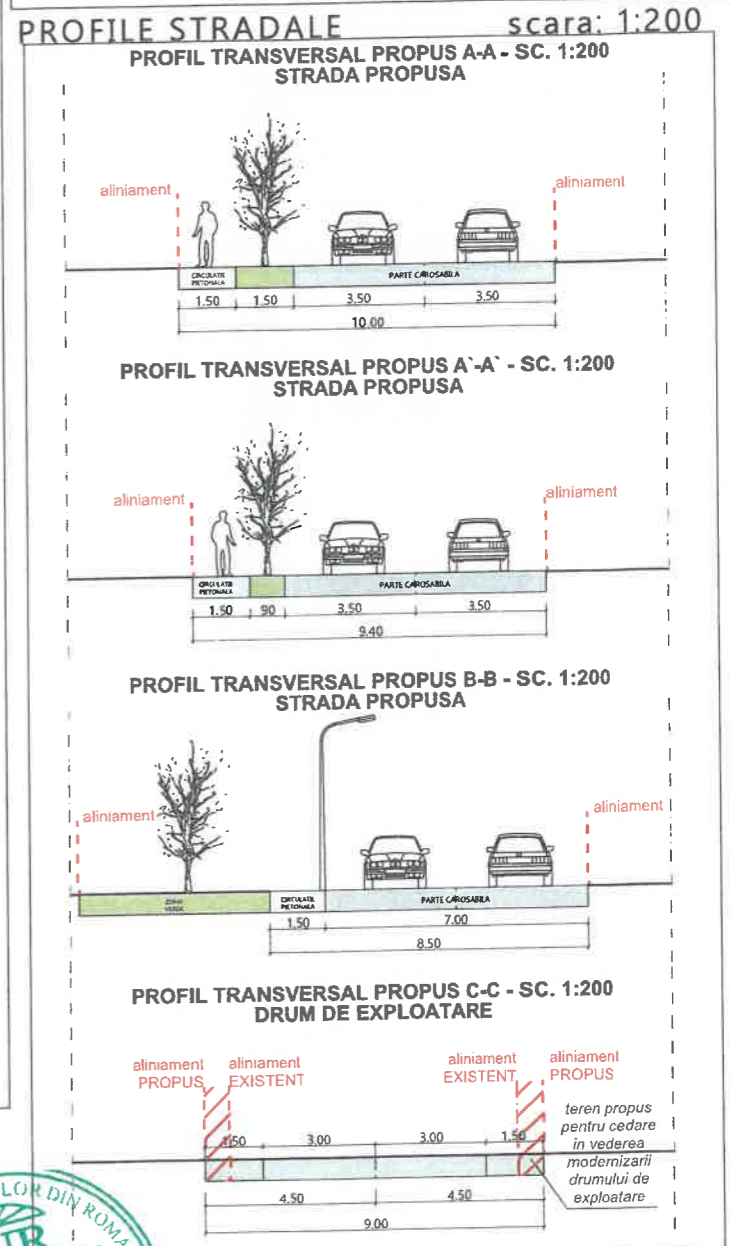 PROFILE STRADALE scara: 1:200
PROFIL TRANSVERSAL PROPUS A-A - SC. 1:200
STRADA PROPUSA
aliniament aliniament
CIRCULATIE PARTE CAROSABILA
PIETONALA
1.50 1.50 3.50 3.50
10.00
PROFIL TRANSVERSAL PROPUS A`-A` - SC. 1:200
STRADA PROPUSA
aliniament aliniament
CIRCULATIE PARTE CAROSABILA
PIETONALA
1.50 90 3.50 3.50
9.40
PROFIL TRANSVERSAL PROPUS B-B - SC. 1:200
STRADA PROPUSA
aliniament aliniament
ZONA CIRCULATIE PARTE CAROSABILA
VERDE PIETONALA
1.50 7.00
8.50
PROFIL TRANSVERSAL PROPUS C-C - SC. 1:200
DRUM DE EXPLOATARE
aliniament aliniament aliniament aliniament
PROPUS EXISTENT EXISTENT PROPUS
teren propus
pentru cedare
in vederea
modernizarii
drumului de
exploatare
1.50 3.00 3.00 1.50
4.50 4.50
9.00
DIN